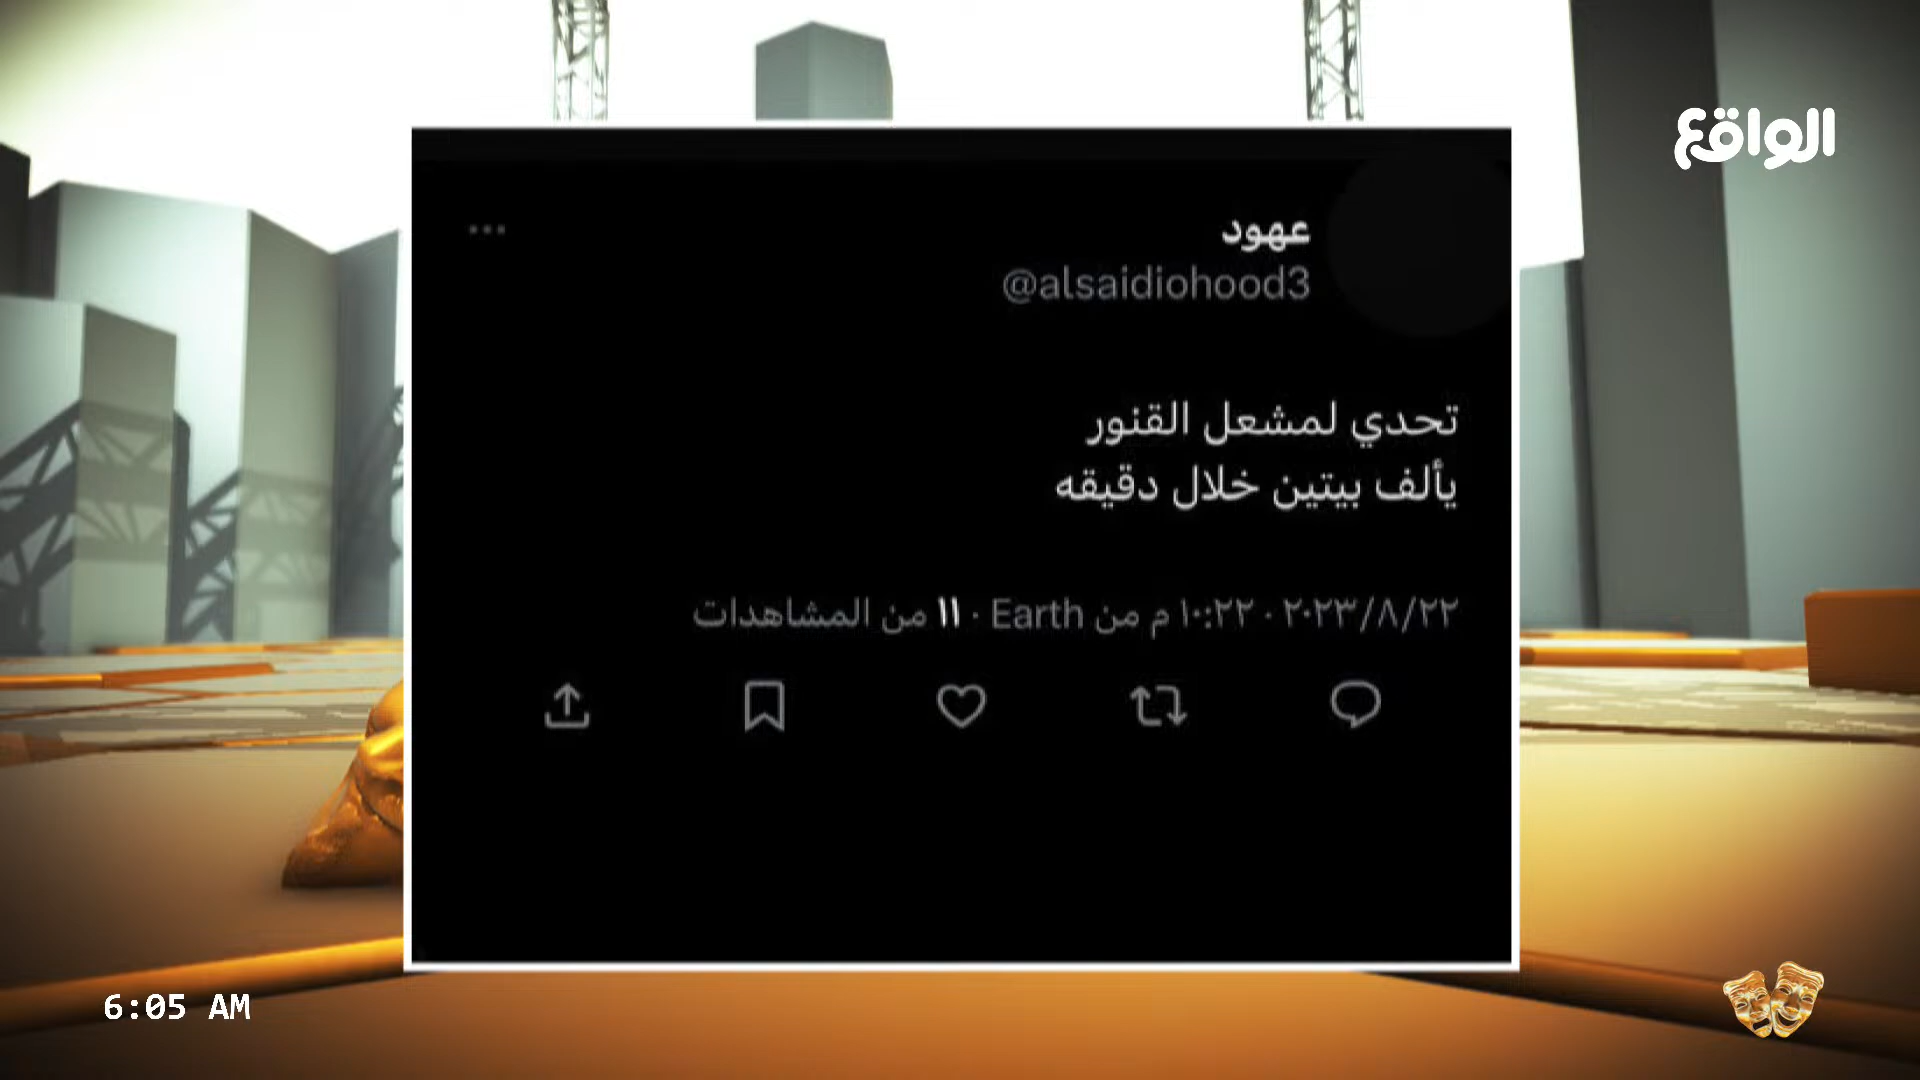 الواقع
عهود
@alsaidiohood3
تحدي لمشعل القنور
يألف بيتين خلال دقيقه
٢٠٢٣/٨/٢٢ · ١٠:٢٢ م من Earth · ١١ من المشاهدات
6:05 AM